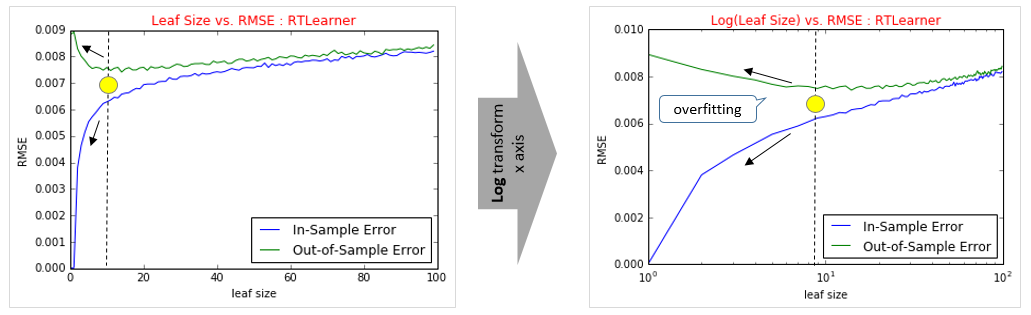 Leaf Size vs. RMSE : RTLearner
0.009
0.008
0.007
0.006
0.005
0.004
0.003
0.002
0.001
0.000
RMSE
In-Sample Error
Out-of-Sample Error
0
20
40
60
80
100
leaf size
Log transform
x axis
Log(Leaf Size) vs. RMSE : RTLearner
0.010
0.008
0.006
0.004
0.002
0.000
RMSE
overfitting
In-Sample Error
Out-of-Sample Error
10⁰
10¹
10²
leaf size